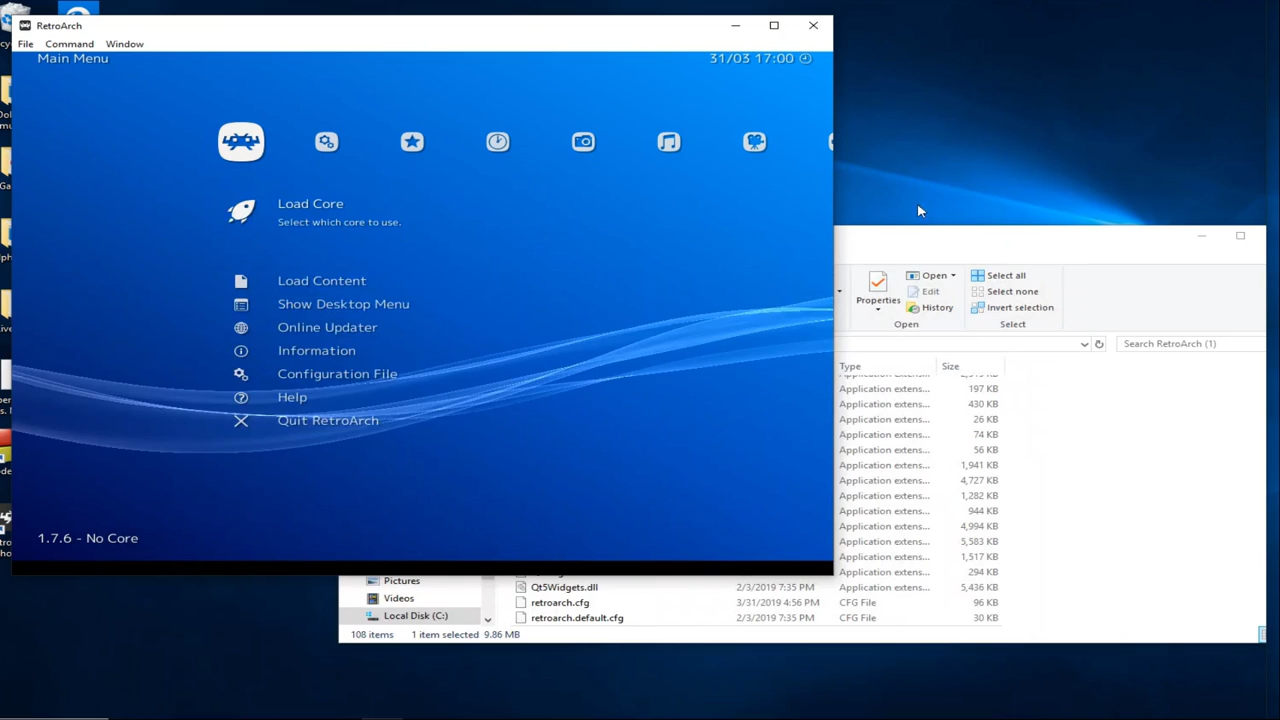 RetroArch
File Command Window
Main Menu
31/03 17:00
Load Core
Select which core to use.
Load Content
Show Desktop Menu
Online Updater
Information
Configuration File
Help
Quit RetroArch
1.7.6 - No Core
Properties
Open
Edit
History
Open
Select all
Select none
Invert selection
Select
Search RetroArch (1)
Type Size
Application extens... 197 KB
Application extens... 430 KB
Application extens... 26 KB
Application extens... 74 KB
Application extens... 56 KB
Application extens... 1,941 KB
Application extens... 4,727 KB
Application extens... 1,282 KB
Application extens... 944 KB
Application extens... 4,994 KB
Application extens... 5,583 KB
Application extens... 1,517 KB
Application extens... 294 KB
Qt5Widgets.dll 2/3/2019 7:35 PM Application extens... 5,436 KB
retroarch.cfg 3/31/2019 4:56 PM CFG File 96 KB
retroarch.default.cfg 2/3/2019 7:35 PM CFG File 30 KB
Pictures
Videos
Local Disk (C:)
108 items 1 item selected 9.86 MB